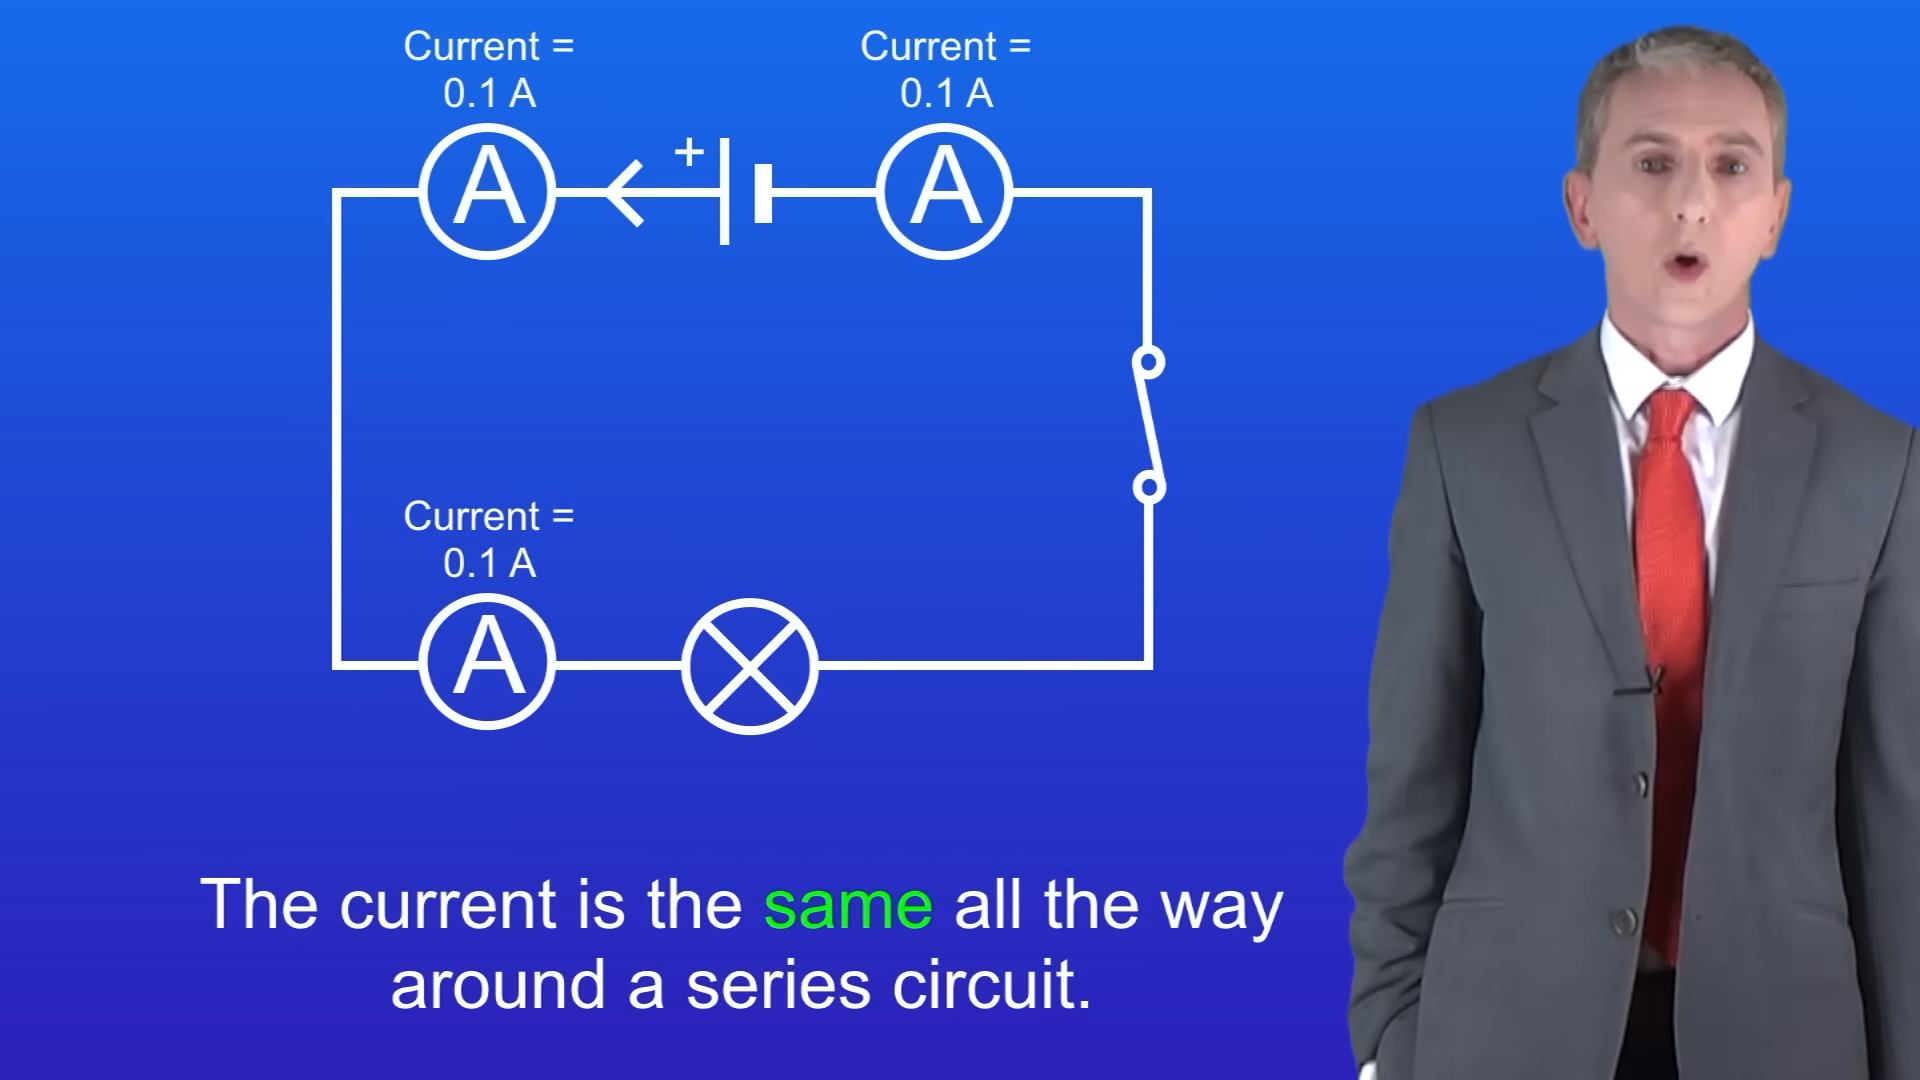 Current =
0.1 A
Current =
0.1 A
A
+
A
Current =
0.1 A
A
The current is the same all the way
around a series circuit.